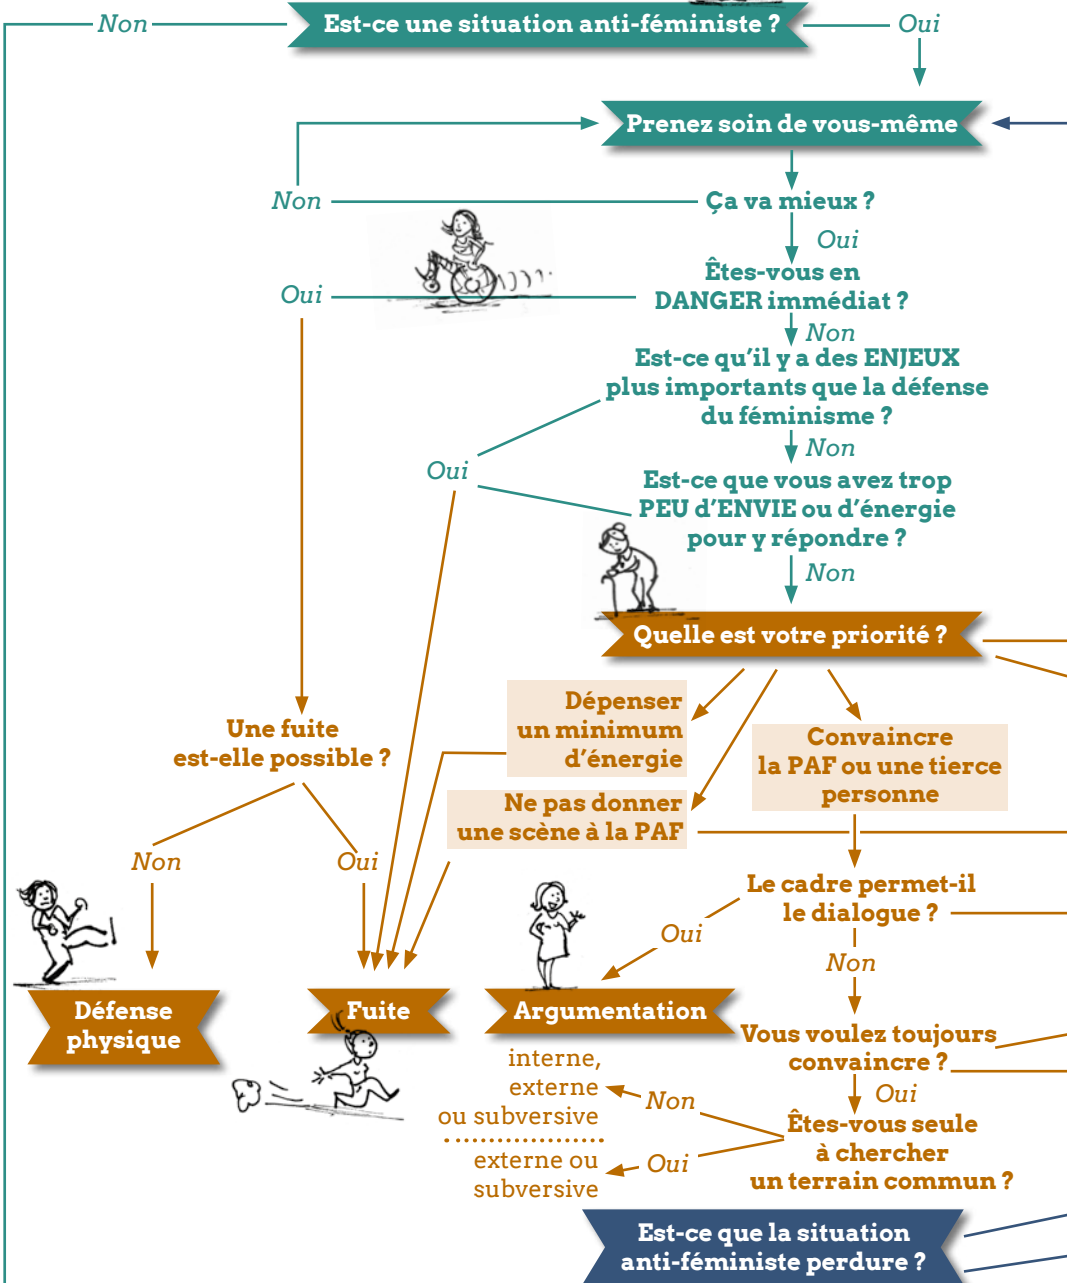 Non
Est-ce une situation anti-féministe ?
Oui
Prenez soin de vous-même
Non
Ça va mieux ?
Oui
Êtes-vous en
DANGER immédiat ?
Oui
Non
Est-ce qu'il y a des ENJEUX
plus importants que la défense
du féminisme ?
Non
Oui
Est-ce que vous avez trop
PEU d'ENVIE ou d'énergie
pour y répondre ?
Non
Quelle est votre priorité ?
Dépenser
un minimum
d'énergie
Convaincre
la PAF ou une tierce
personne
Ne pas donner
une scène à la PAF
Une fuite
est-elle possible ?
Non
Oui
Le cadre permet-il
le dialogue ?
Oui
Non
Défense
physique
Fuite
Argumentation
Vous voulez toujours
convaincre ?
Oui
interne,
externe
ou subversive
Non
Êtes-vous seule
à chercher
un terrain commun ?
Oui
externe ou
subversive
Est-ce que la situation
anti-féministe perdure ?